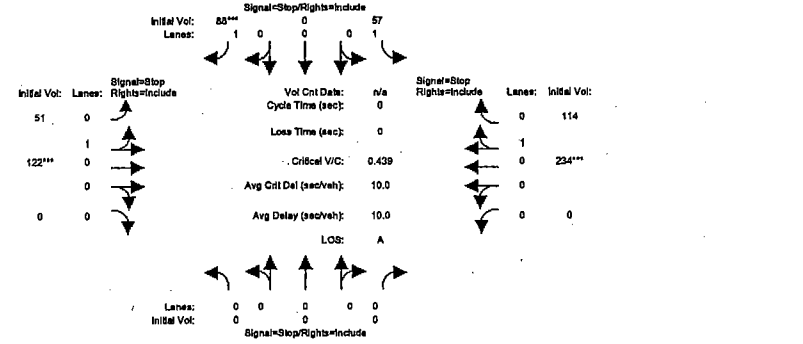 Signal=Stop/Rights=Include
Initial Vol: 88*** 0 57
Lanes: 1 0 0 0 1
Signal=Stop
Rights=Include
Initial Vol: Lanes:
51 0
1
122*** 0
0
0 0
Vol Cnt Date: n/a
Cycle Time (sec): 0
Loss Time (sec): 0
Critical V/C: 0.439
Avg Crit Del (sec/veh): 10.0
Avg Delay (sec/veh): 10.0
LOS: A
Signal=Stop
Rights=Include
Lanes: Initial Vol:
0 114
1
0 234***
0
0 0
Lanes: 0 0 0 0 0
Initial Vol: 0 0 0
Signal=Stop/Rights=Include